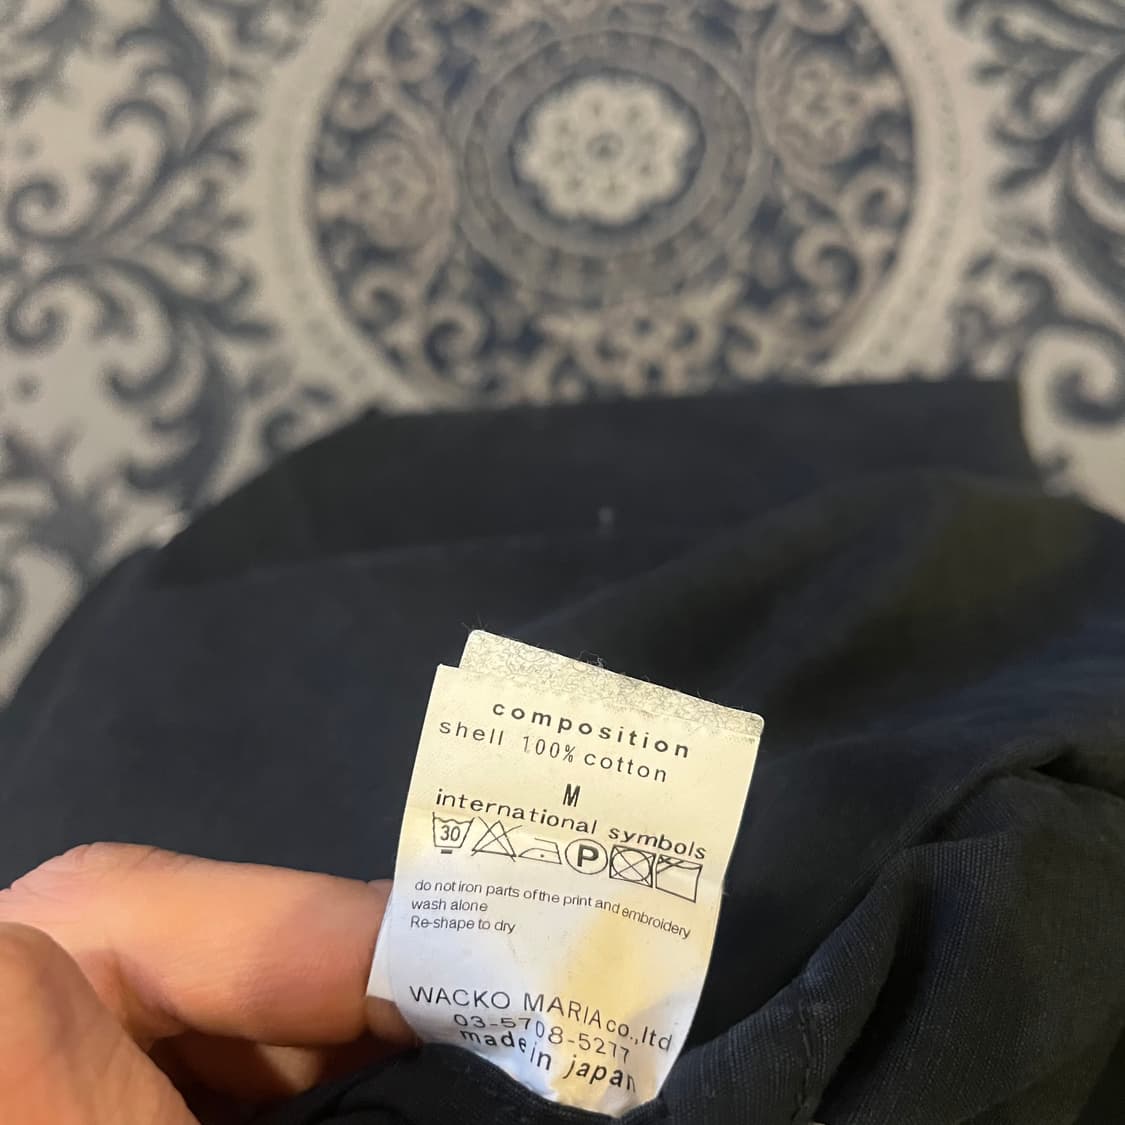 composition
shell 100% cotton
M
international symbols
30 P
do not iron parts of the print and embroidery
wash alone
Re-shape to dry
WACKO MARIA co.,ltd
03-5708-5277
made in japan